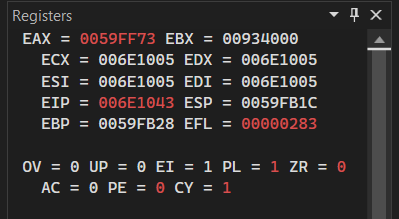 Registers
EAX = 0059FF73 EBX = 00934000
ECX = 006E1005 EDX = 006E1005
ESI = 006E1005 EDI = 006E1005
EIP = 006E1043 ESP = 0059FB1C
EBP = 0059FB28 EFL = 00000283
OV = 0 UP = 0 EI = 1 PL = 1 ZR = 0
AC = 0 PE = 0 CY = 1